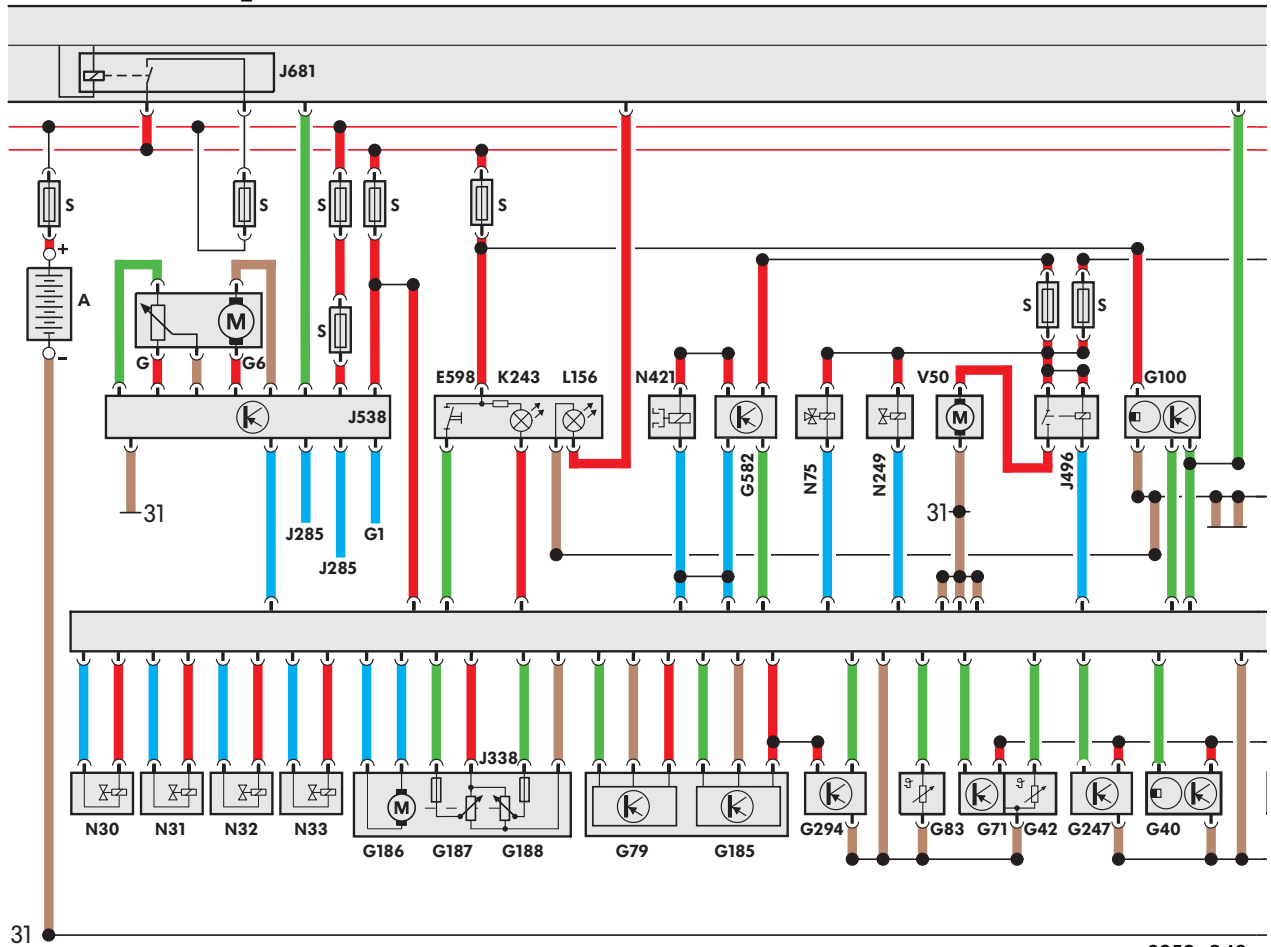 J681
S S S S S
+
A
–
M
G G6
S
S S
E598 K243 L156 N421 V50 G100
J538
M
G582 N75 N249 J496
31
J285 G1
J285
31
J338
M
N30 N31 N32 N33
G186 G187 G188 G79 G185
G294 G83 G71 G42 G247 G40
31